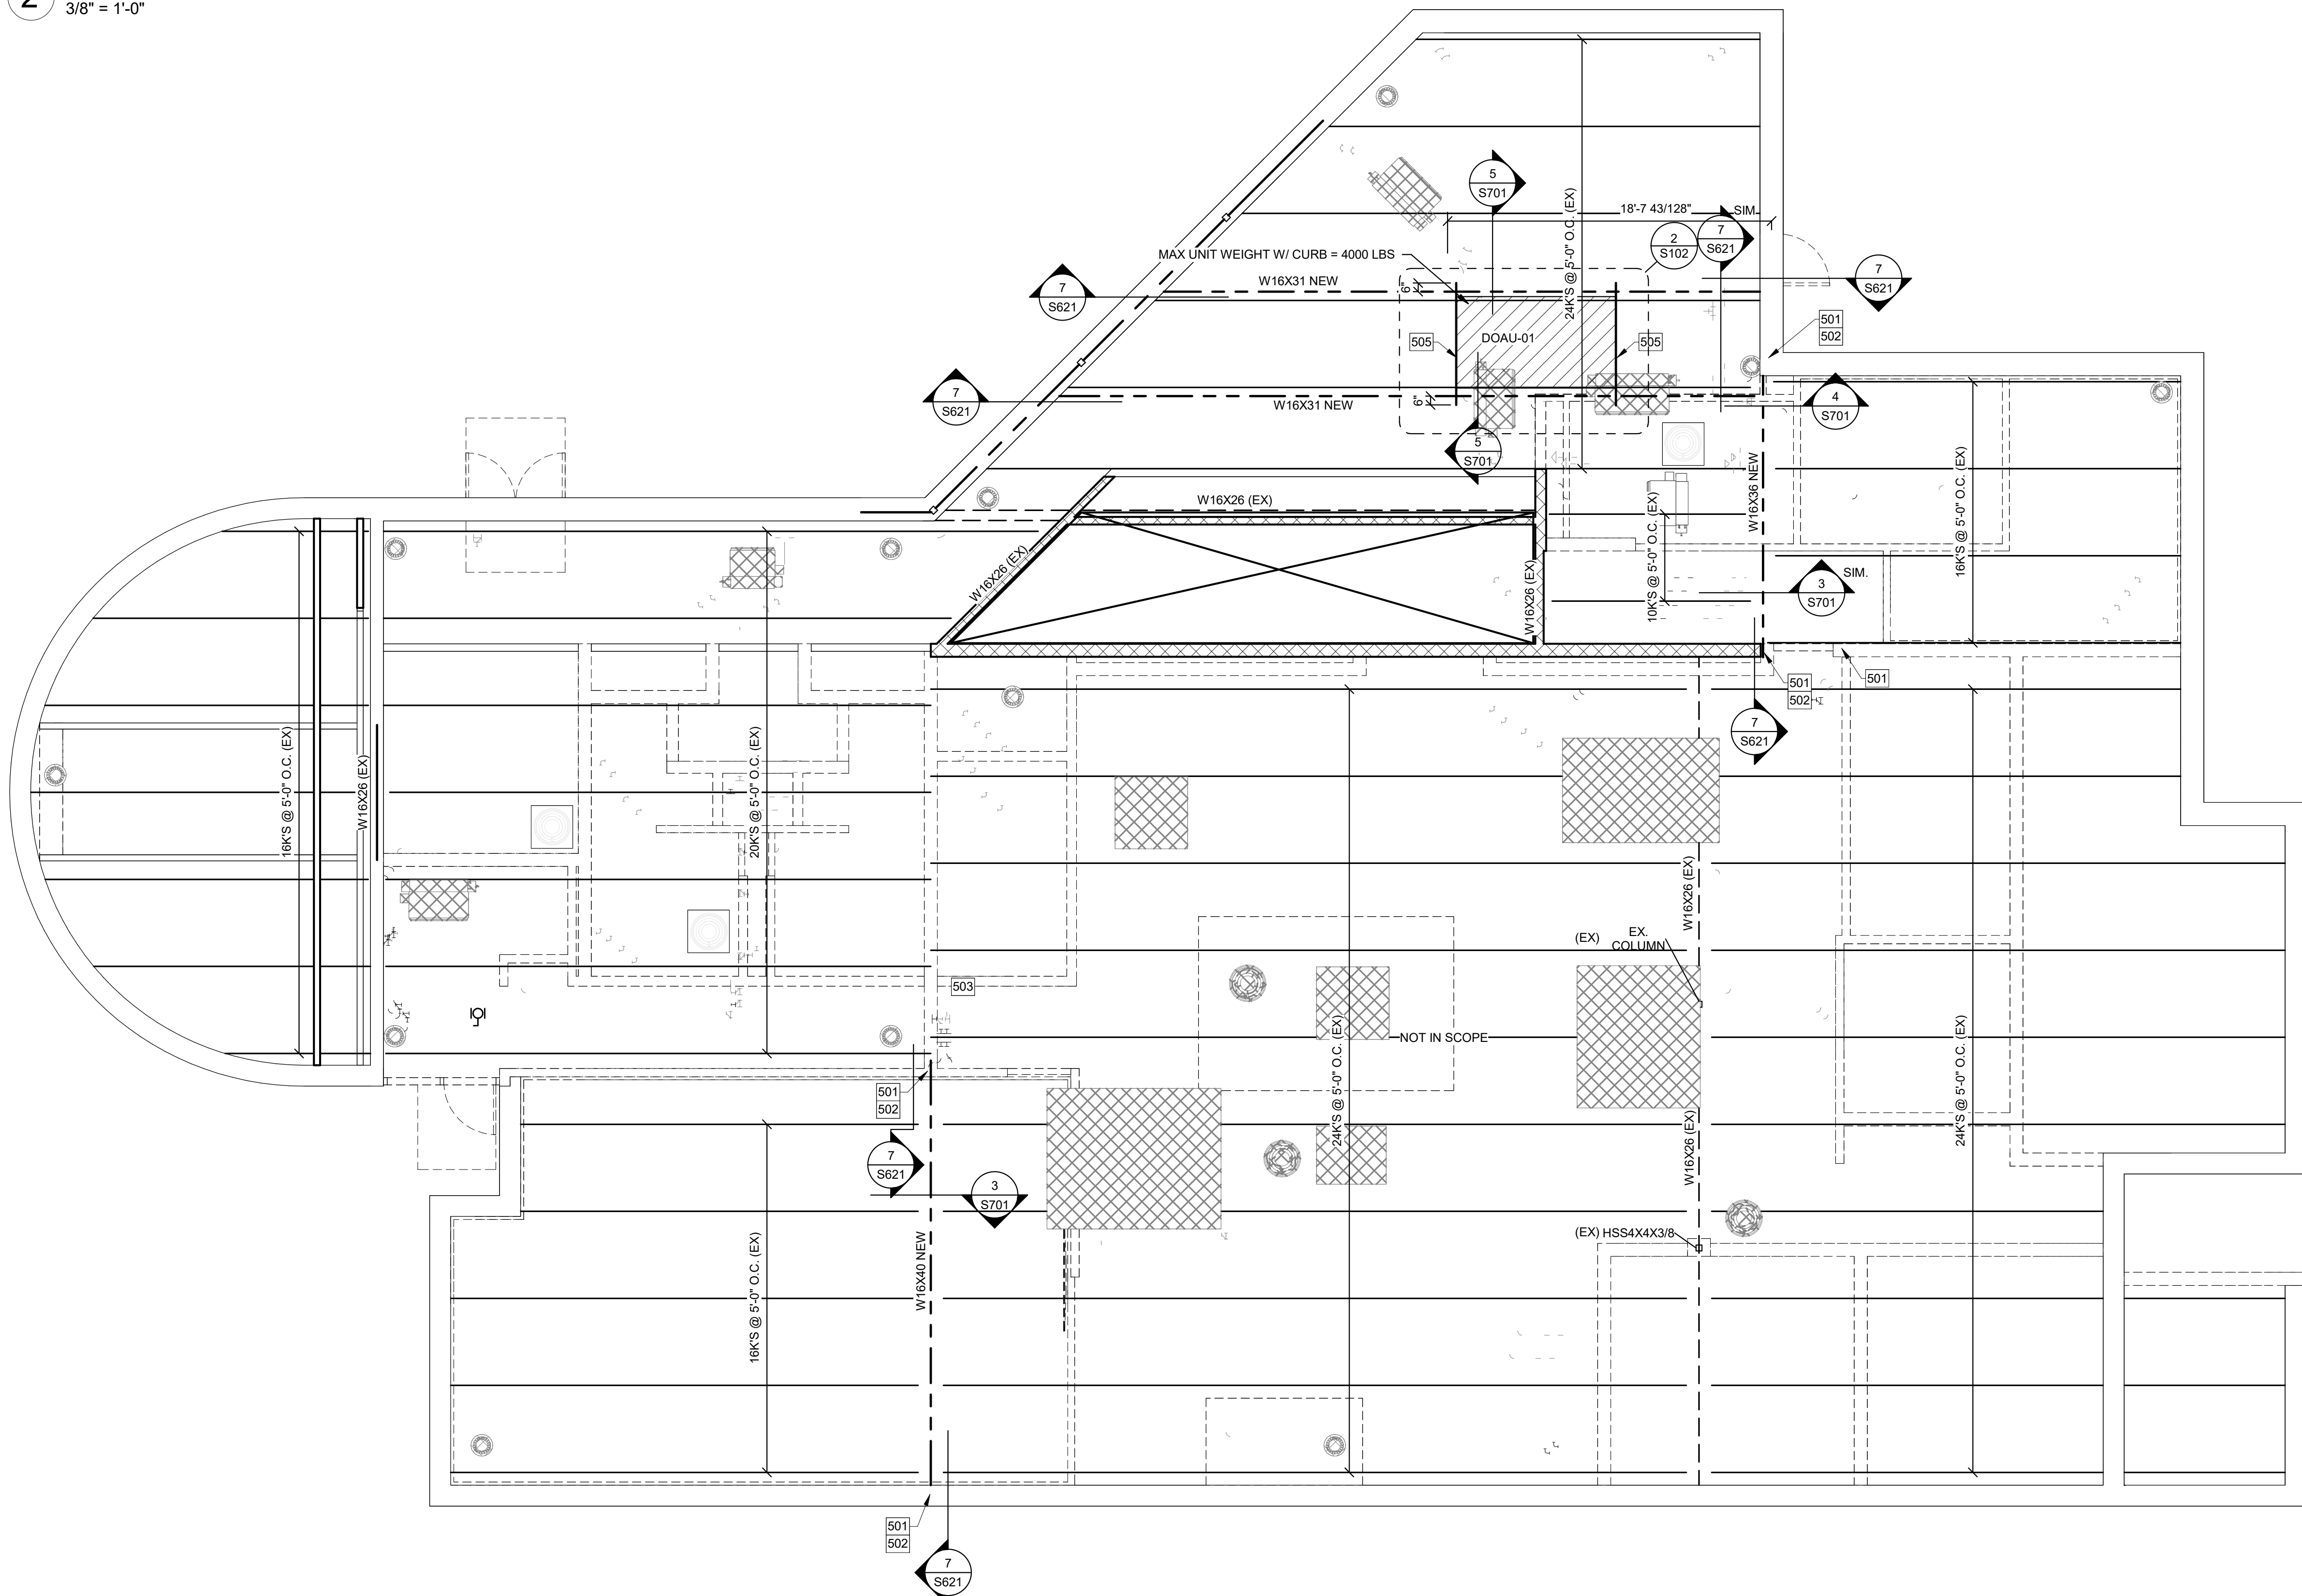 2
3/8" = 1'-0"
5
S701
18'-7 43/128"
SIM.
2
S102
7
S621
7
S621
MAX UNIT WEIGHT W/ CURB = 4000 LBS
24K'S @ 5'-0" O.C. (EX)
7
S621
W16X31 NEW
6"
501
502
505
DOAU-01
505
7
S621
W16X31 NEW
6"
4
S701
5
S701
W16X36 NEW
16K'S @ 5'-0" O.C. (EX)
W16X26 (EX)
10K'S @ 5'-0" O.C. (EX)
W16X26 (EX)
W16X26 (EX)
3
S701
SIM.
501
502
501
7
S621
16K'S @ 5'-0" O.C. (EX)
W16X26 (EX)
20K'S @ 5'-0" O.C. (EX)
W16X26 (EX)
(EX)
EX.
COLUMN
503
NOT IN SCOPE
24K'S @ 5'-0" O.C. (EX)
24K'S @ 5'-0" O.C. (EX)
501
502
7
S621
3
S701
W16X26 (EX)
(EX) HSS4X4X3/8
16K'S @ 5'-0" O.C. (EX)
W16X40 NEW
501
502
7
S621